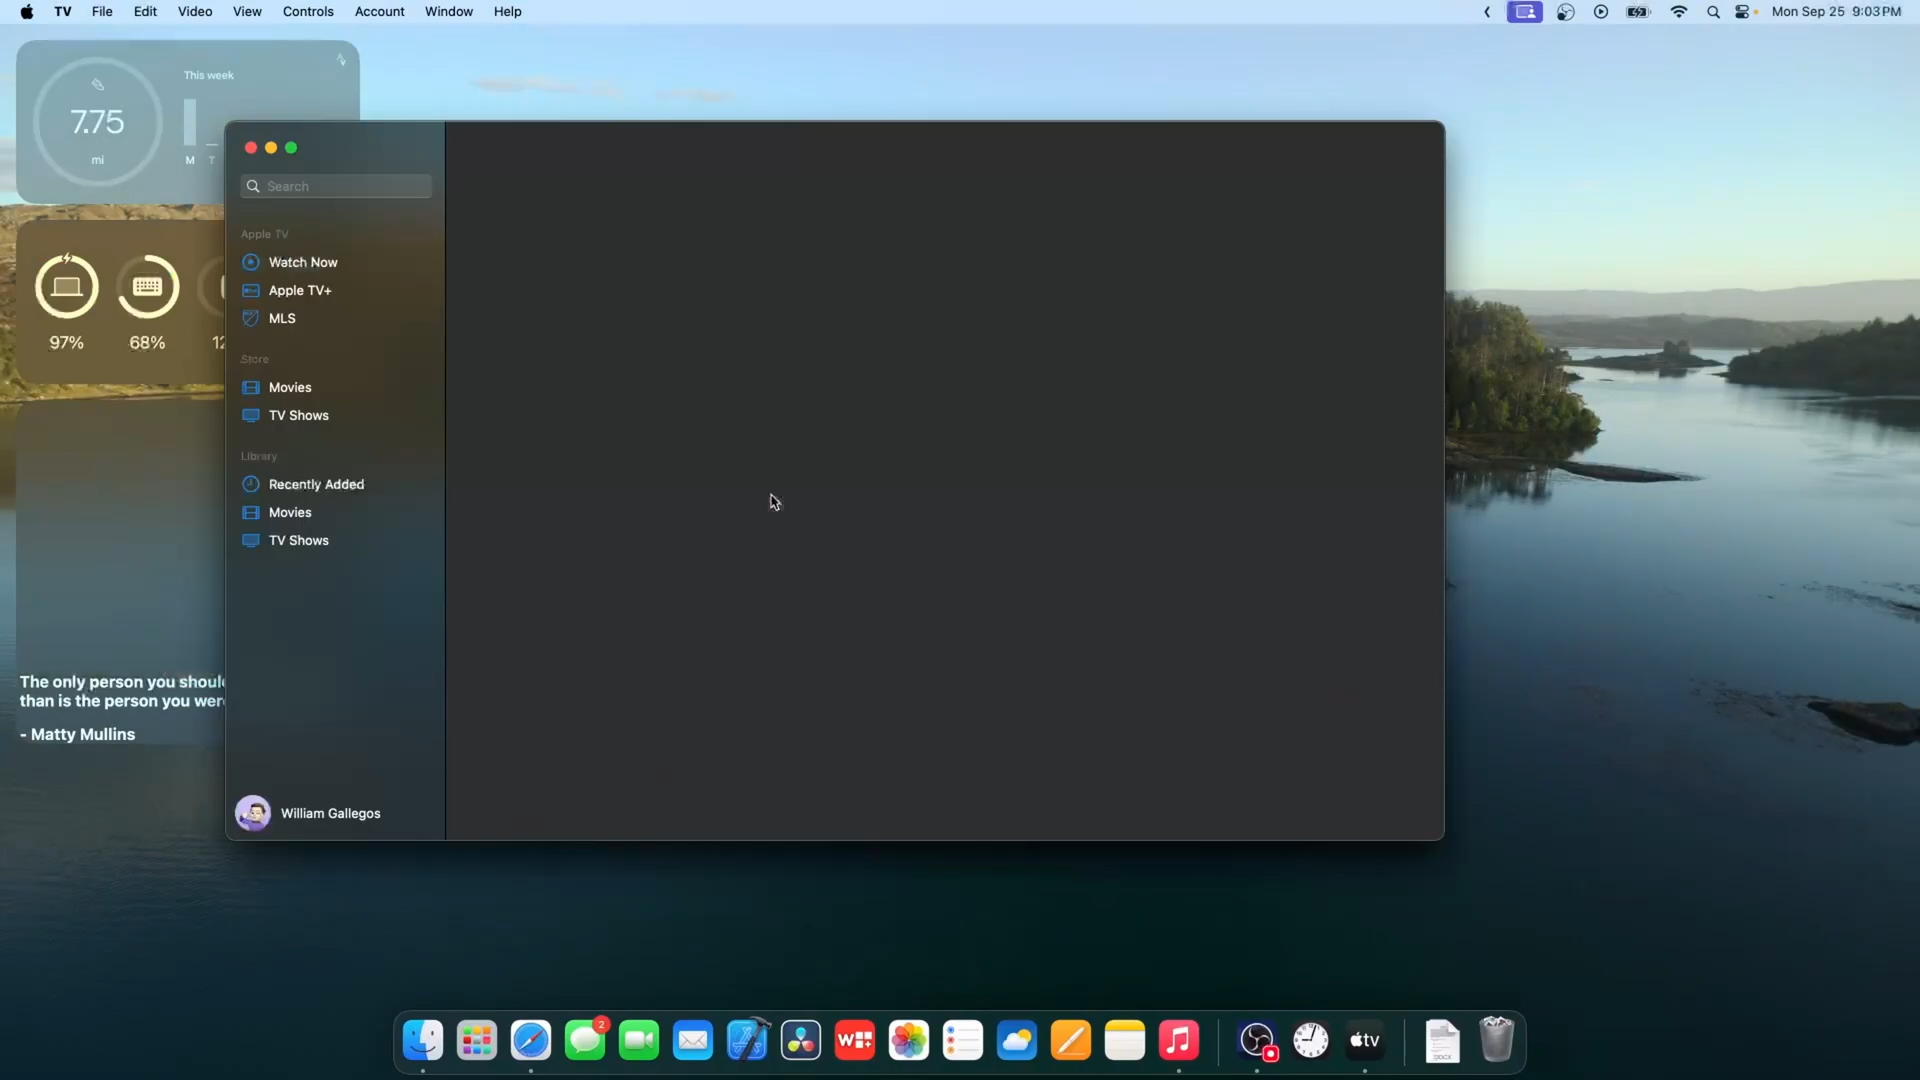 TV File Edit Video View Controls Account Window Help
Mon Sep 25 9:03 PM
This week
7.75
mi
M T
97% 68%
The only person you
than is the person you
- Matty Mullins
Search
Apple TV
Watch Now
Apple TV+
MLS
Store
Movies
TV Shows
Library
Recently Added
Movies
TV Shows
William Gallegos
2
tv
DOCX